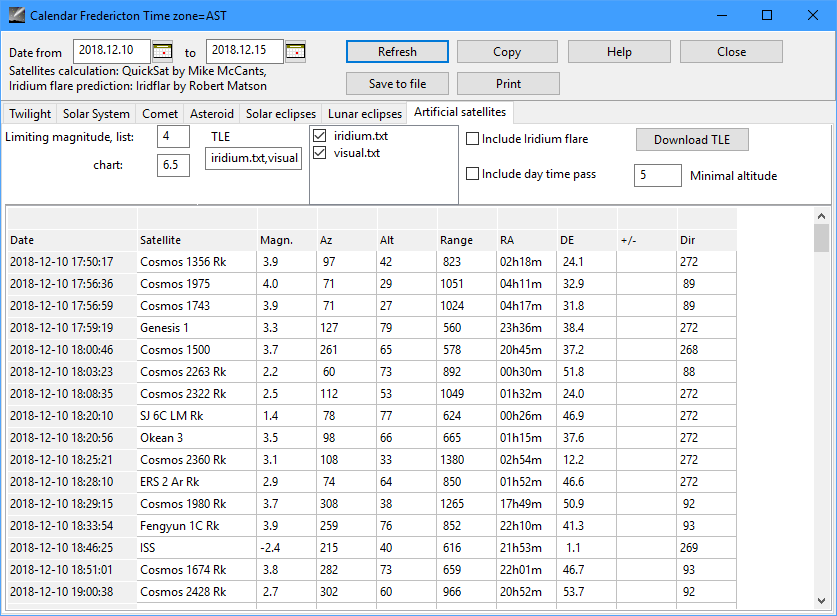 Calendar Fredericton Time zone=AST
Date from 2018.12.10 to 2018.12.15 Refresh Copy Help Close
Satellites calculation: QuickSat by Mike McCants,
Iridium flare prediction: Iridflar by Robert Matson
Save to file Print
Twilight Solar System Comet Asteroid Solar eclipses Lunar eclipses Artificial satellites
Limiting magnitude, list: 4 TLE iridium.txt Include Iridium flare Download TLE
chart: 6.5 iridium.txt,visual visual.txt Include day time pass 5 Minimal altitude
Date Satellite Magn. Az Alt Range RA DE +/- Dir
2018-12-10 17:50:17 Cosmos 1356 Rk 3.9 97 42 823 02h18m 24.1 272
2018-12-10 17:56:36 Cosmos 1975 4.0 71 29 1051 04h11m 32.9 89
2018-12-10 17:56:59 Cosmos 1743 3.9 71 27 1024 04h17m 31.8 89
2018-12-10 17:59:19 Genesis 1 3.3 127 79 560 23h36m 38.4 272
2018-12-10 18:00:46 Cosmos 1500 3.7 261 65 578 20h45m 37.2 268
2018-12-10 18:03:23 Cosmos 2263 Rk 2.2 60 73 892 00h30m 51.8 88
2018-12-10 18:08:35 Cosmos 2322 Rk 2.5 112 53 1049 01h32m 24.0 272
2018-12-10 18:20:10 SJ 6C LM Rk 1.4 78 77 624 00h26m 46.9 272
2018-12-10 18:20:56 Okean 3 3.5 98 66 665 01h15m 37.6 272
2018-12-10 18:25:21 Cosmos 2360 Rk 3.1 108 33 1380 02h54m 12.2 272
2018-12-10 18:28:10 ERS 2 Ar Rk 2.9 74 64 850 01h52m 46.6 272
2018-12-10 18:29:15 Cosmos 1980 Rk 3.7 308 38 1265 17h49m 50.9 92
2018-12-10 18:33:54 Fengyun 1C Rk 3.9 259 76 852 22h10m 41.3 93
2018-12-10 18:46:25 ISS -2.4 215 40 616 21h53m 1.1 269
2018-12-10 18:51:01 Cosmos 1674 Rk 3.8 282 73 659 22h01m 46.7 93
2018-12-10 19:00:38 Cosmos 2428 Rk 2.7 302 60 966 20h52m 53.7 92